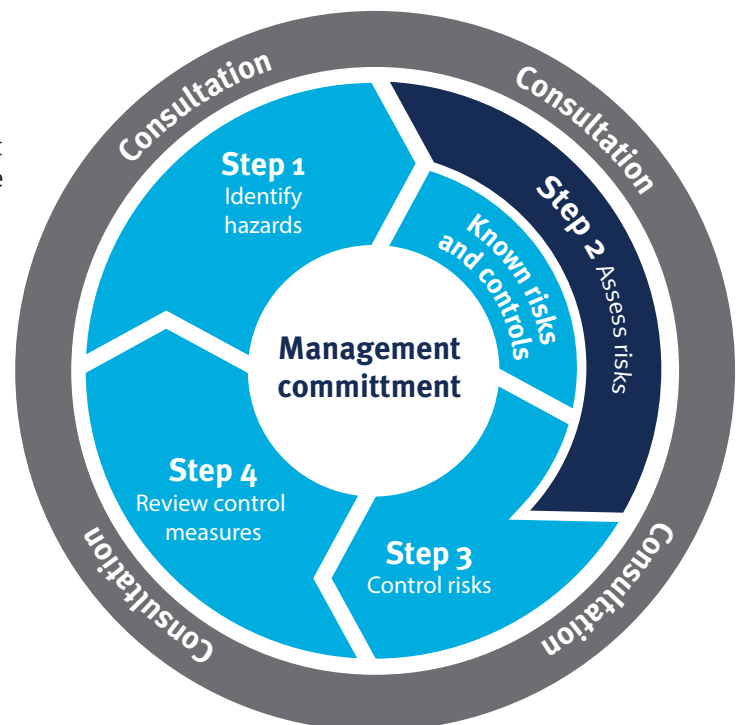 Consultation
Consultation
t
e
Step 1
Identify
hazards
Step 2 Assess risks
Known risks
and controls
Management
committment
Step 4
Review control
measures
Step 3
Control risks
Consultation
Consultation